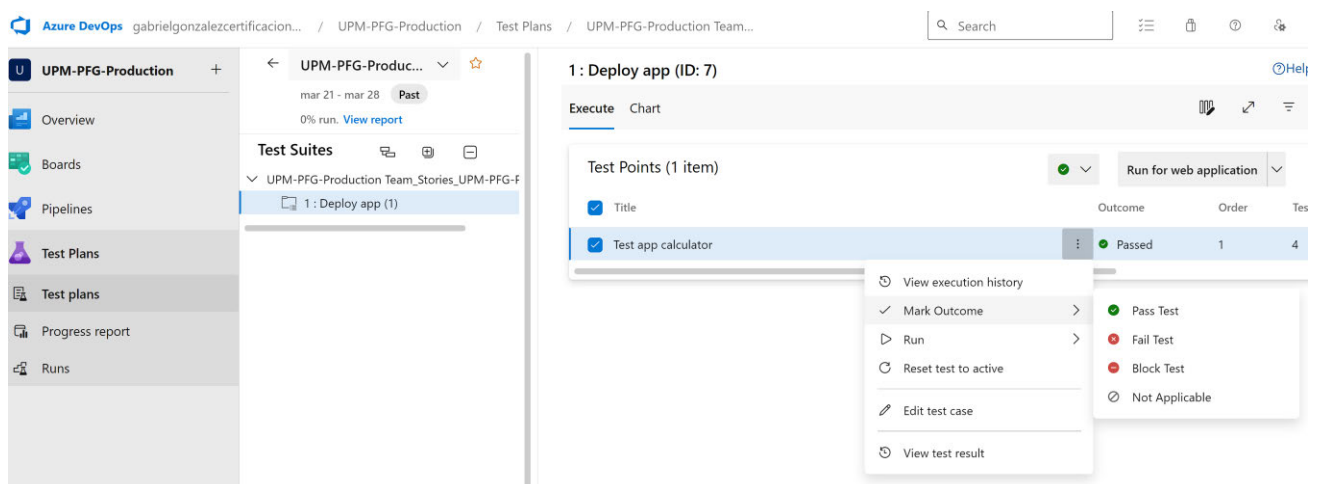 Azure DevOps gabrielgonzalezcertificacion... / UPM-PFG-Production / Test Plans / UPM-PFG-Production Team... Search
U UPM-PFG-Production +
Overview
Boards
Pipelines
Test Plans
Test plans
Progress report
Runs
UPM-PFG-Produc...
mar 21 - mar 28 Past
0% run. View report
Test Suites
UPM-PFG-Production Team_Stories_UPM-PFG-F
1 : Deploy app (1)
1 : Deploy app (ID: 7)
Help
Execute Chart
Test Points (1 item)
Run for web application
Title Outcome Order Tes
Test app calculator Passed 1 4
View execution history
Mark Outcome
Run
Reset test to active
Edit test case
View test result
Pass Test
Fail Test
Block Test
Not Applicable